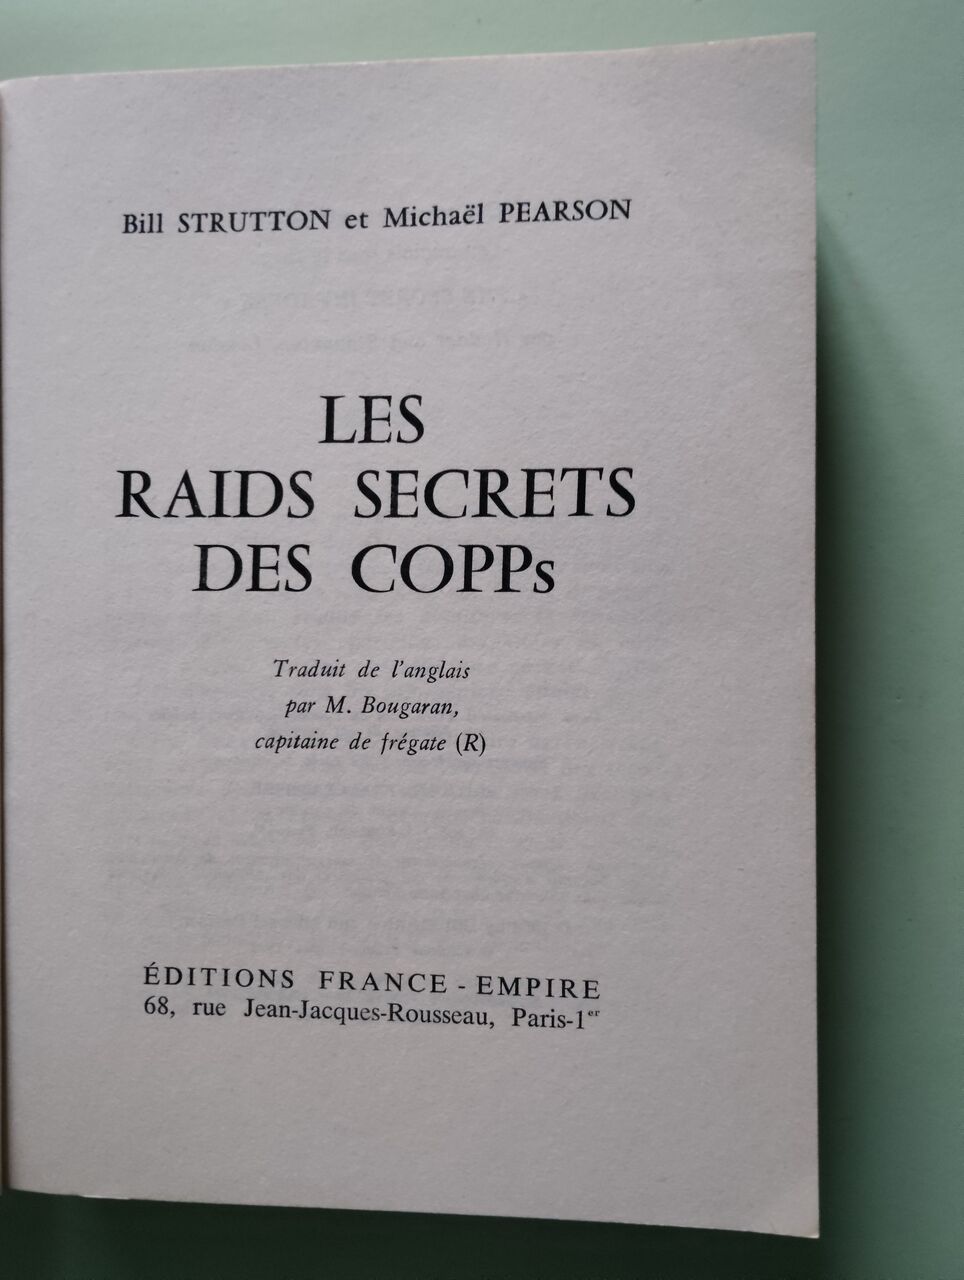 Bill STRUTTON et Michaël PEARSON
LES
RAIDS SECRETS
DES COPPs
Traduit de l'anglais
par M. Bougaran,
capitaine de frégate (R)
ÉDITIONS FRANCE - EMPIRE
68, rue Jean-Jacques-Rousseau, Paris-1er